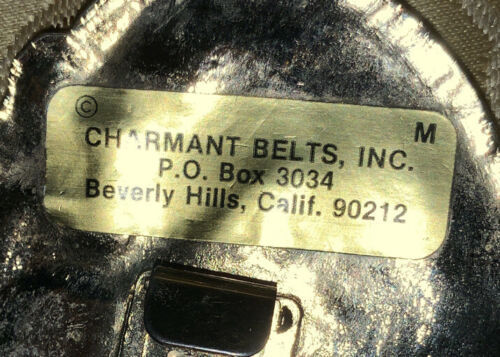 © M
CHARMANT BELTS, INC.
P.O. Box 3034
Beverly Hills, Calif. 90212